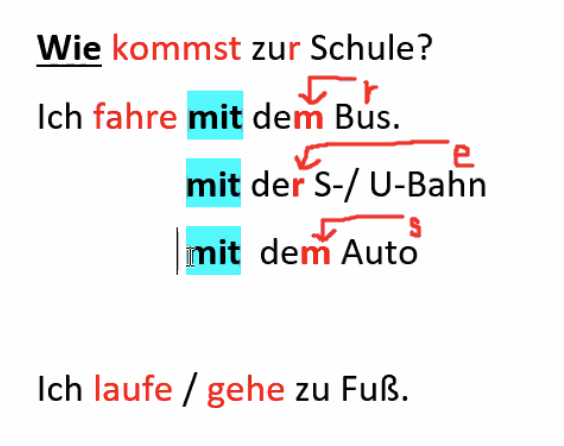 Wie kommst zur Schule?
r
Ich fahre mit dem Bus.
e
mit der S-/ U-Bahn
s
mit dem Auto
Ich laufe / gehe zu Fuß.